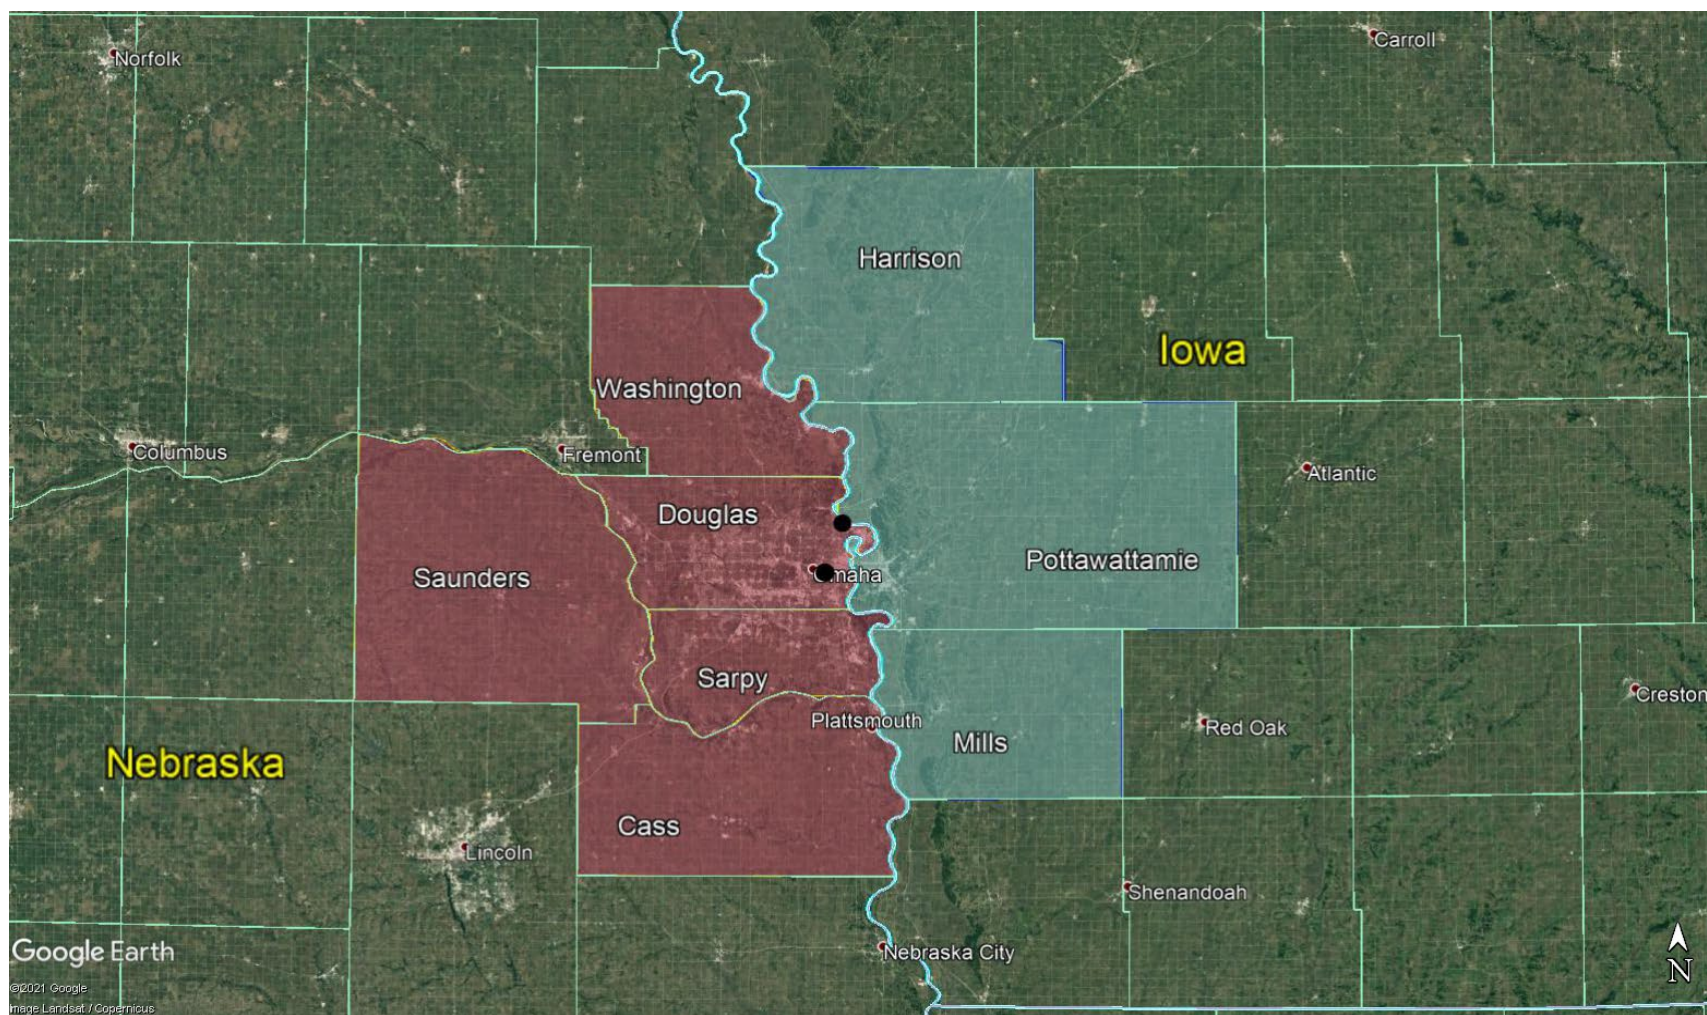 Norfolk
Carroll
Harrison
Iowa
Washington
Columbus
Fremont
Atlantic
Douglas
Pottawattamie
Omaha
Saunders
Sarpy
Creston
Plattsmouth
Red Oak
Mills
Nebraska
Cass
Lincoln
Shenandoah
Google Earth
Nebraska City
N
©2021 Google
Image Landsat / Copernicus